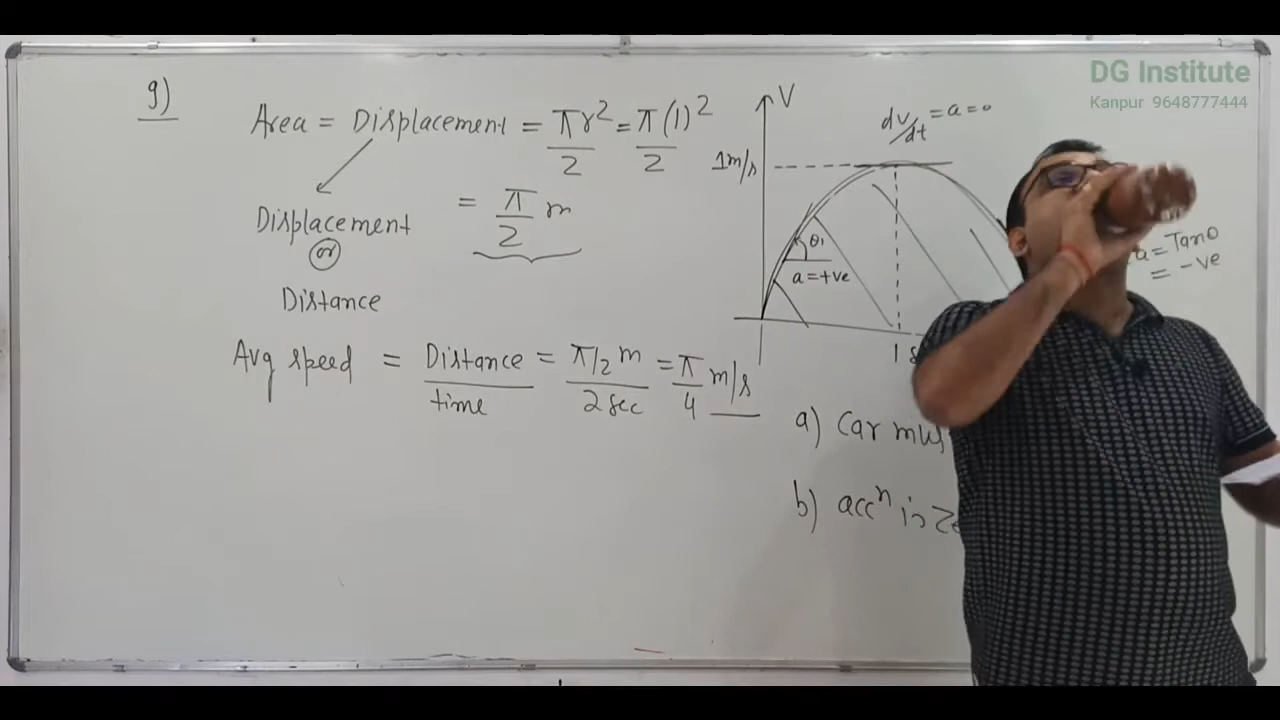 DG Institute
Kanpur 9648777444
9)
Area = Displacement = πr²/2 = π(1)²/2
= π/2 m
Displacement
or
Distance
Avg speed = Distance/time = π/2 m/2 sec = π/4 m/s
V
dv/dt = a = 0
1m/s
θ₁
a=+ve
a = Tanθ
= -ve
1
a) Car
b) accⁿ is